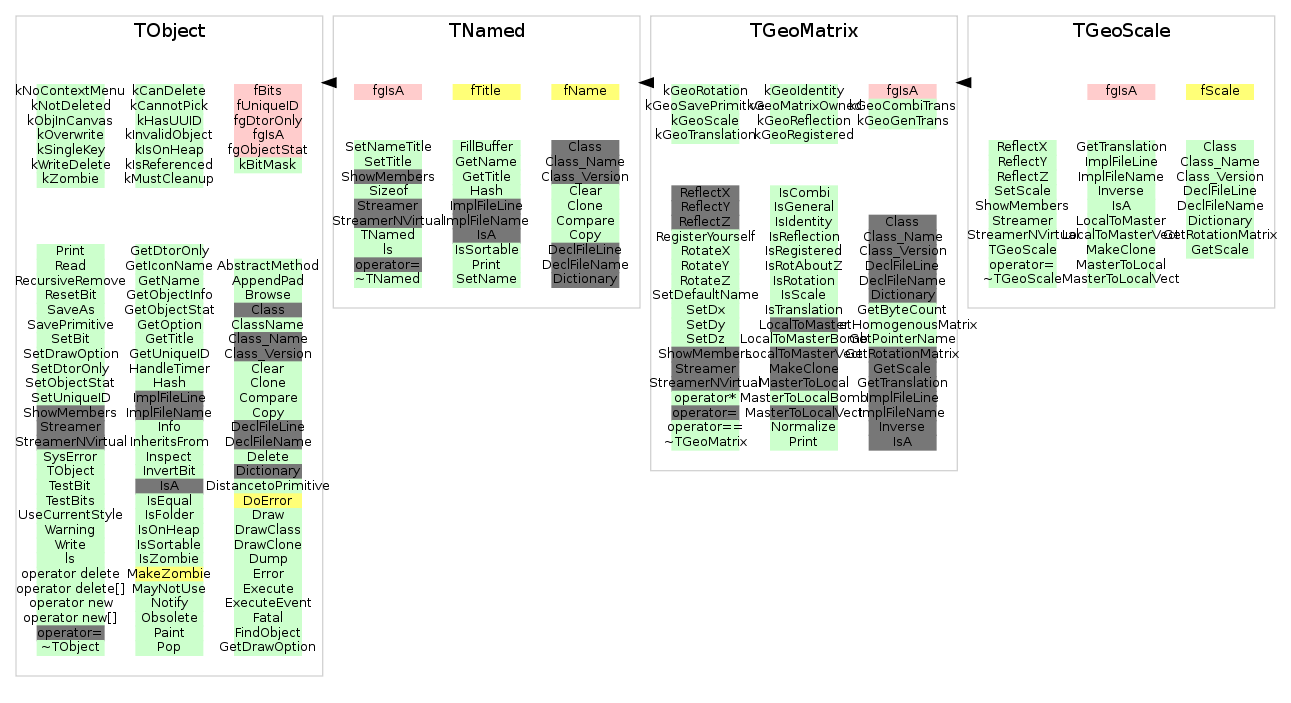 TObject
kNoContextMenu
kNotDeleted
kObjInCanvas
kOverwrite
kSingleKey
kWriteDelete
kZombie
kCanDelete
kCannotPick
kHasUUID
kInvalidObject
kIsOnHeap
kIsReferenced
kMustCleanup
fBits
fUniqueID
fgDtorOnly
fgIsA
fgObjectStat
kBitMask
Print
Read
RecursiveRemove
ResetBit
SaveAs
SavePrimitive
SetBit
SetDrawOption
SetDtorOnly
SetObjectStat
SetUniqueID
ShowMembers
Streamer
StreamerNVirtual
SysError
TObject
TestBit
TestBits
UseCurrentStyle
Warning
Write
ls
operator delete
operator delete[]
operator new
operator new[]
operator=
~TObject
GetDtorOnly
GetIconName
GetName
GetObjectInfo
GetObjectStat
GetOption
GetTitle
GetUniqueID
HandleTimer
Hash
ImplFileLine
ImplFileName
Info
InheritsFrom
Inspect
InvertBit
IsA
IsEqual
IsFolder
IsOnHeap
IsSortable
IsZombie
MakeZombie
MayNotUse
Notify
Obsolete
Paint
Pop
AbstractMethod
AppendPad
Browse
Class
ClassName
Class_Name
Class_Version
Clear
Clone
Compare
Copy
DeclFileLine
DeclFileName
Delete
Dictionary
DistancetoPrimitive
DoError
Draw
DrawClass
DrawClone
Dump
Error
Execute
ExecuteEvent
Fatal
FindObject
GetDrawOption
TNamed
fgIsA
fTitle
fName
SetNameTitle
SetTitle
ShowMembers
Sizeof
Streamer
StreamerNVirtual
TNamed
ls
operator=
~TNamed
FillBuffer
GetName
GetTitle
Hash
ImplFileLine
ImplFileName
IsA
IsSortable
Print
SetName
Class
Class_Name
Class_Version
Clear
Clone
Compare
Copy
DeclFileLine
DeclFileName
Dictionary
TGeoMatrix
kGeoRotation
kGeoSavePrimitive
kGeoScale
kGeoTranslation
kGeoIdentity
kGeoMatrixOwned
kGeoReflection
kGeoRegistered
fgIsA
kGeoCombiTrans
kGeoGenTrans
ReflectX
ReflectY
ReflectZ
RegisterYourself
RotateX
RotateY
RotateZ
SetDefaultName
SetDx
SetDy
SetDz
ShowMembers
Streamer
StreamerNVirtual
operator*
operator=
operator==
~TGeoMatrix
IsCombi
IsGeneral
IsIdentity
IsReflection
IsRegistered
IsRotAboutZ
IsRotation
IsScale
IsTranslation
LocalToMaster
LocalToMasterBomb
LocalToMasterVect
MakeClone
MasterToLocal
MasterToLocalBomb
MasterToLocalVect
Normalize
Print
Class
Class_Name
Class_Version
DeclFileLine
DeclFileName
Dictionary
GetByteCount
GetHomogenousMatrix
GetPointerName
GetRotationMatrix
GetScale
GetTranslation
ImplFileLine
ImplFileName
Inverse
IsA
TGeoScale
fgIsA
fScale
ReflectX
ReflectY
ReflectZ
SetScale
ShowMembers
Streamer
StreamerNVirtual
TGeoScale
operator=
~TGeoScale
GetTranslation
ImplFileLine
ImplFileName
Inverse
IsA
LocalToMaster
LocalToMasterVect
MakeClone
MasterToLocal
MasterToLocalVect
Class
Class_Name
Class_Version
DeclFileLine
DeclFileName
Dictionary
GetRotationMatrix
GetScale